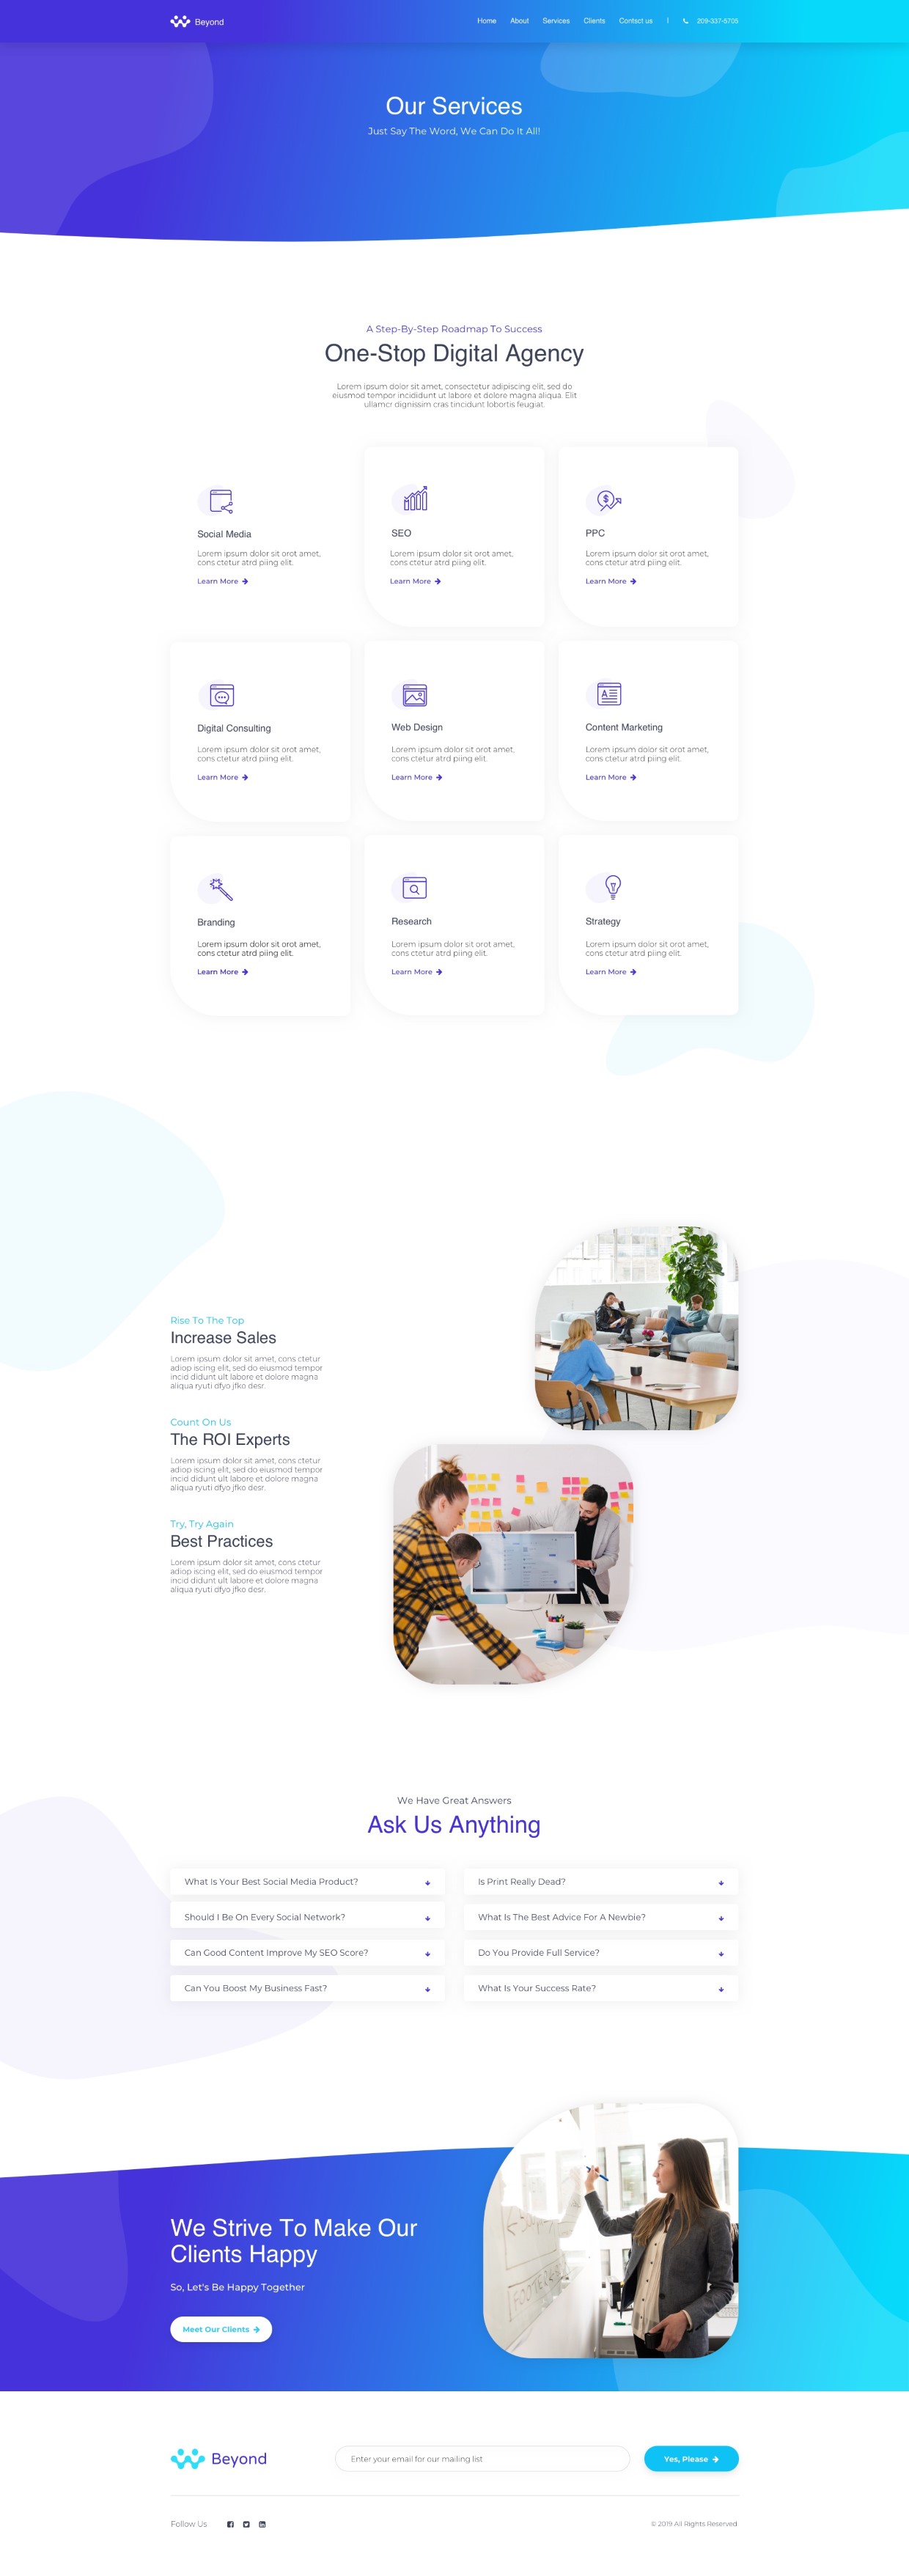 Beyond
Home About Services Clients Contact us | 209-337-5705
Our Services
Just Say The Word, We Can Do It All!
A Step-By-Step Roadmap To Success
One-Stop Digital Agency
Lorem ipsum dolor sit amet, consectetur adipiscing elit, sed do
eiusmod tempor incididunt ut labore et dolore magna aliqua. Elit
ullamcr dignissim cras tincidunt lobortis feugiat.
Social Media
Lorem ipsum dolor sit orot amet,
cons ctetur atrd piing elit.
Learn More
SEO
Lorem ipsum dolor sit orot amet,
cons ctetur atrd piing elit.
Learn More
PPC
Lorem ipsum dolor sit orot amet,
cons ctetur atrd piing elit.
Learn More
Digital Consulting
Lorem ipsum dolor sit orot amet,
cons ctetur atrd piing elit.
Learn More
Web Design
Lorem ipsum dolor sit orot amet,
cons ctetur atrd piing elit.
Learn More
Content Marketing
Lorem ipsum dolor sit orot amet,
cons ctetur atrd piing elit.
Learn More
Branding
Lorem ipsum dolor sit orot amet,
cons ctetur atrd piing elit.
Learn More
Research
Lorem ipsum dolor sit orot amet,
cons ctetur atrd piing elit.
Learn More
Strategy
Lorem ipsum dolor sit orot amet,
cons ctetur atrd piing elit.
Learn More
Rise To The Top
Increase Sales
Lorem ipsum dolor sit amet, cons ctetur
adiop iscing elit, sed do eiusmod tempor
incid didunt ult labore et dolore magna
aliqua ryuti dfyo jfko desr.
Count On Us
The ROI Experts
Lorem ipsum dolor sit amet, cons ctetur
adiop iscing elit, sed do eiusmod tempor
incid didunt ult labore et dolore magna
aliqua ryuti dfyo jfko desr.
Try, Try Again
Best Practices
Lorem ipsum dolor sit amet, cons ctetur
adiop iscing elit, sed do eiusmod tempor
incid didunt ult labore et dolore magna
aliqua ryuti dfyo jfko desr.
We Have Great Answers
Ask Us Anything
What Is Your Best Social Media Product?
Is Print Really Dead?
Should I Be On Every Social Network?
What Is The Best Advice For A Newbie?
Can Good Content Improve My SEO Score?
Do You Provide Full Service?
Can You Boost My Business Fast?
What Is Your Success Rate?
We Strive To Make Our
Clients Happy
So, Let's Be Happy Together
Meet Our Clients
Beyond
Enter your email for our mailing list
Yes, Please
Follow Us
© 2019 All Rights Reserved